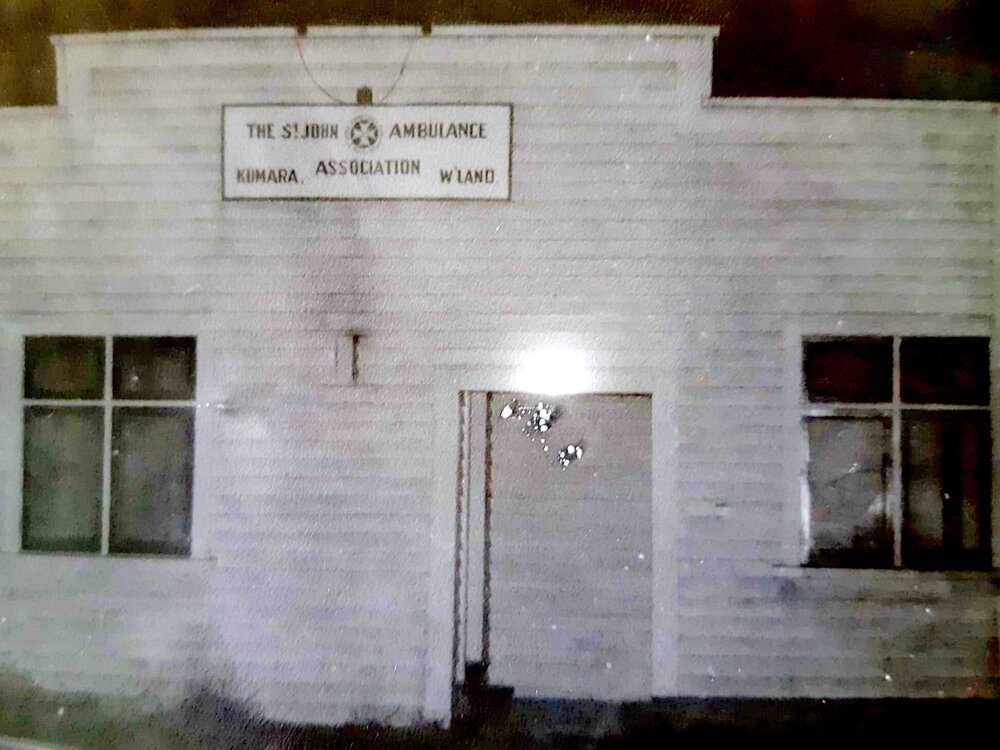 THE ST JOHN AMBULANCE
ASSOCIATION
KUMARA. W'LAND